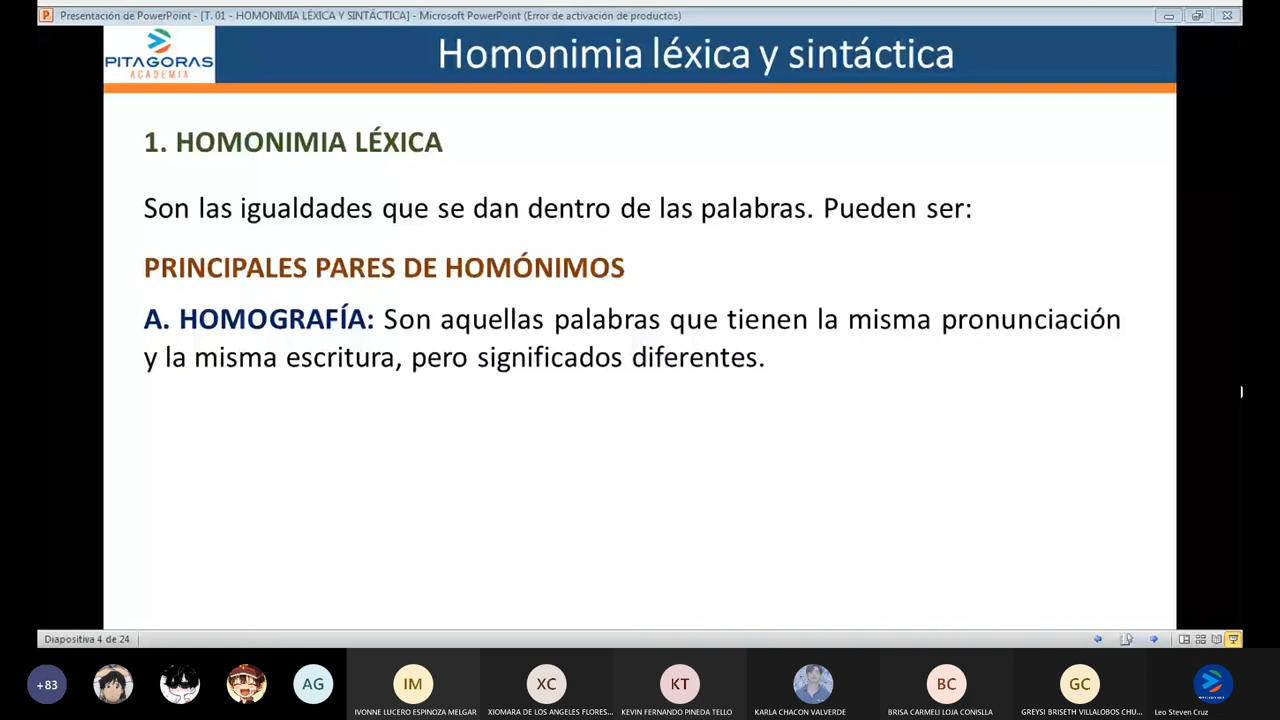 Presentación de PowerPoint - [T. 01 - HOMONIMIA LÉXICA Y SINTÁCTICA] - Microsoft PowerPoint (Error de activación de productos)
PITAGORAS
ACADEMIA
Homonimia léxica y sintáctica
1. HOMONIMIA LÉXICA
Son las igualdades que se dan dentro de las palabras. Pueden ser:
PRINCIPALES PARES DE HOMÓNIMOS
A. HOMOGRAFÍA: Son aquellas palabras que tienen la misma pronunciación
y la misma escritura, pero significados diferentes.
Diapositiva 4 de 24
+83
AG
IM
XC
KT
BC
GC
IVONNE LUCERO ESPINOZA MELGAR
XIOMARA DE LOS ANGELES FLORES...
KEVIN FERNANDO PINEDA TELLO
KARLA CHACON VALVERDE
BRISA CARMELI LOJA CONISLLA
GREYSI BRISETH VILLALOBOS CHU...
Leo Steven Cruz